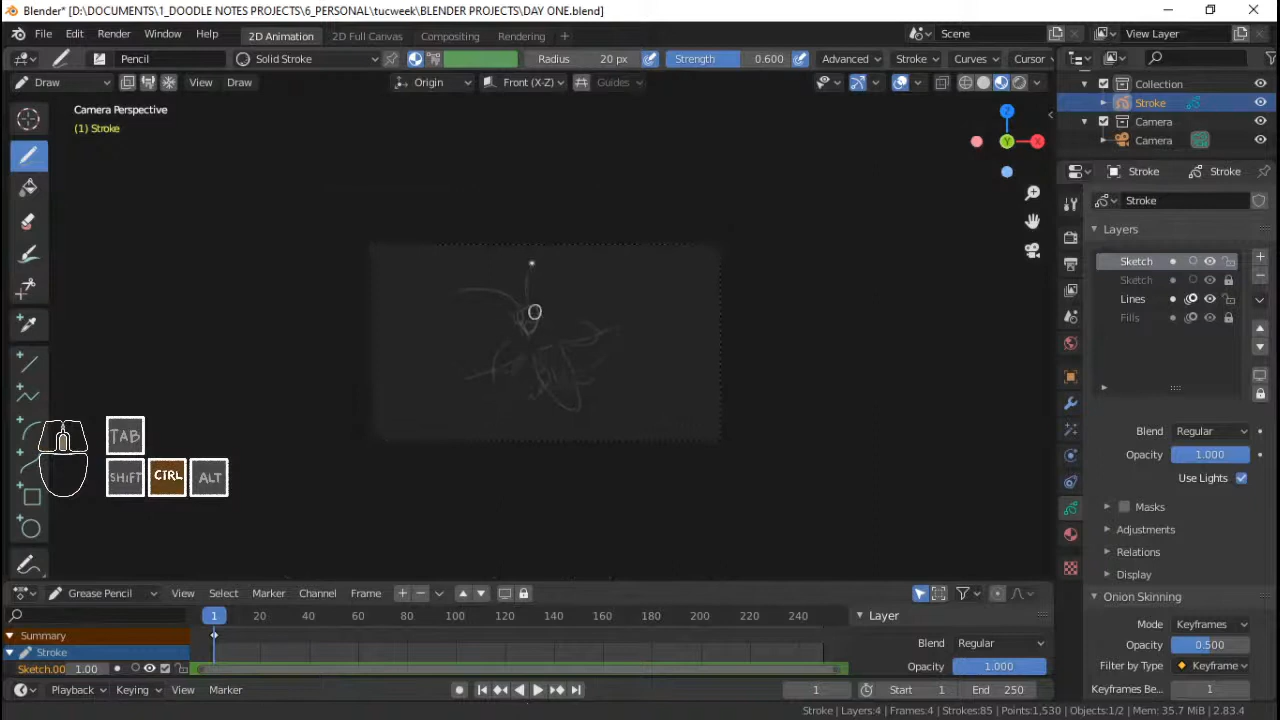 Blender* [D:\DOCUMENTS\1_DOODLE NOTES PROJECTS\6_PERSONAL\tucweek\BLENDER PROJECTS\DAY ONE.blend]
File Edit Render Window Help 2D Animation 2D Full Canvas Compositing Rendering + Scene View Layer
Pencil Solid Stroke Radius 20 px Strength 0.600 Advanced Stroke Curves Cursor
Draw View Draw Origin Front (X-Z) Guides
Camera Perspective
(1) Stroke
Z
Y
X
Collection
Stroke
Camera
Camera
Stroke Stroke
Stroke
Layers
Sketch
Sketch
Lines
Fills
Blend Regular
Opacity 1.000
Use Lights
Masks
Adjustments
Relations
Display
Onion Skinning
Mode Keyframes
Opacity 0.500
Filter by Type Keyframe
Keyframes Be... 1
TAB
SHIFT CTRL ALT
Grease Pencil View Select Marker Channel Frame
1 20 40 60 80 100 120 140 160 180 200 220 240
Summary
Stroke
Sketch.00 1.00
Layer
Blend Regular
Opacity 1.000
Playback Keying View Marker 1 Start 1 End 250
Stroke | Layers:4 | Frames:4 | Strokes:85 | Points:1,530 | Objects:1/2 | Mem: 35.7 MiB | 2.83.4